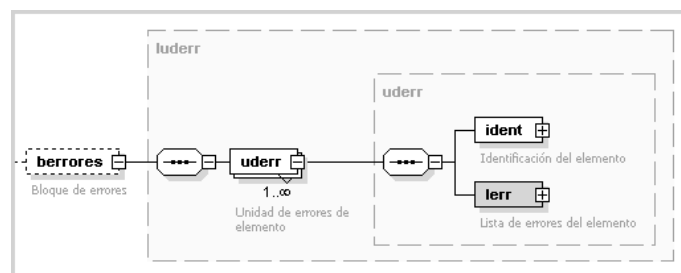 luderr
uderr
berrores
Bloque de errores
uderr
1..∞
Unidad de errores de
elemento
ident
Identificación del elemento
lerr
Lista de errores del elemento